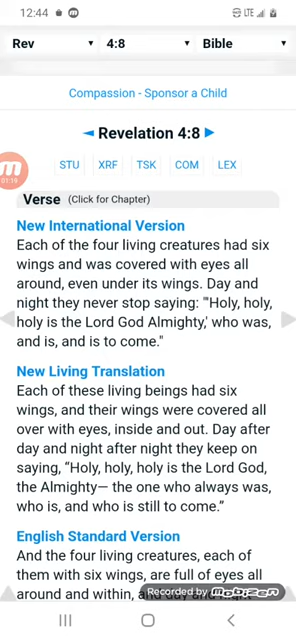 12:44 LTE
Rev 4:8 Bible
Compassion - Sponsor a Child
Revelation 4:8
STU XRF TSK COM LEX
01:19
Verse (Click for Chapter)
New International Version
Each of the four living creatures had six
wings and was covered with eyes all
around, even under its wings. Day and
night they never stop saying: "'Holy, holy,
holy is the Lord God Almighty,' who was,
and is, and is to come."
New Living Translation
Each of these living beings had six
wings, and their wings were covered all
over with eyes, inside and out. Day after
day and night after night they keep on
saying, “Holy, holy, holy is the Lord God,
the Almighty— the one who always was,
who is, and who is still to come.”
English Standard Version
And the four living creatures, each of
them with six wings, are full of eyes all
around and within, and day and
Recorded by mobizen